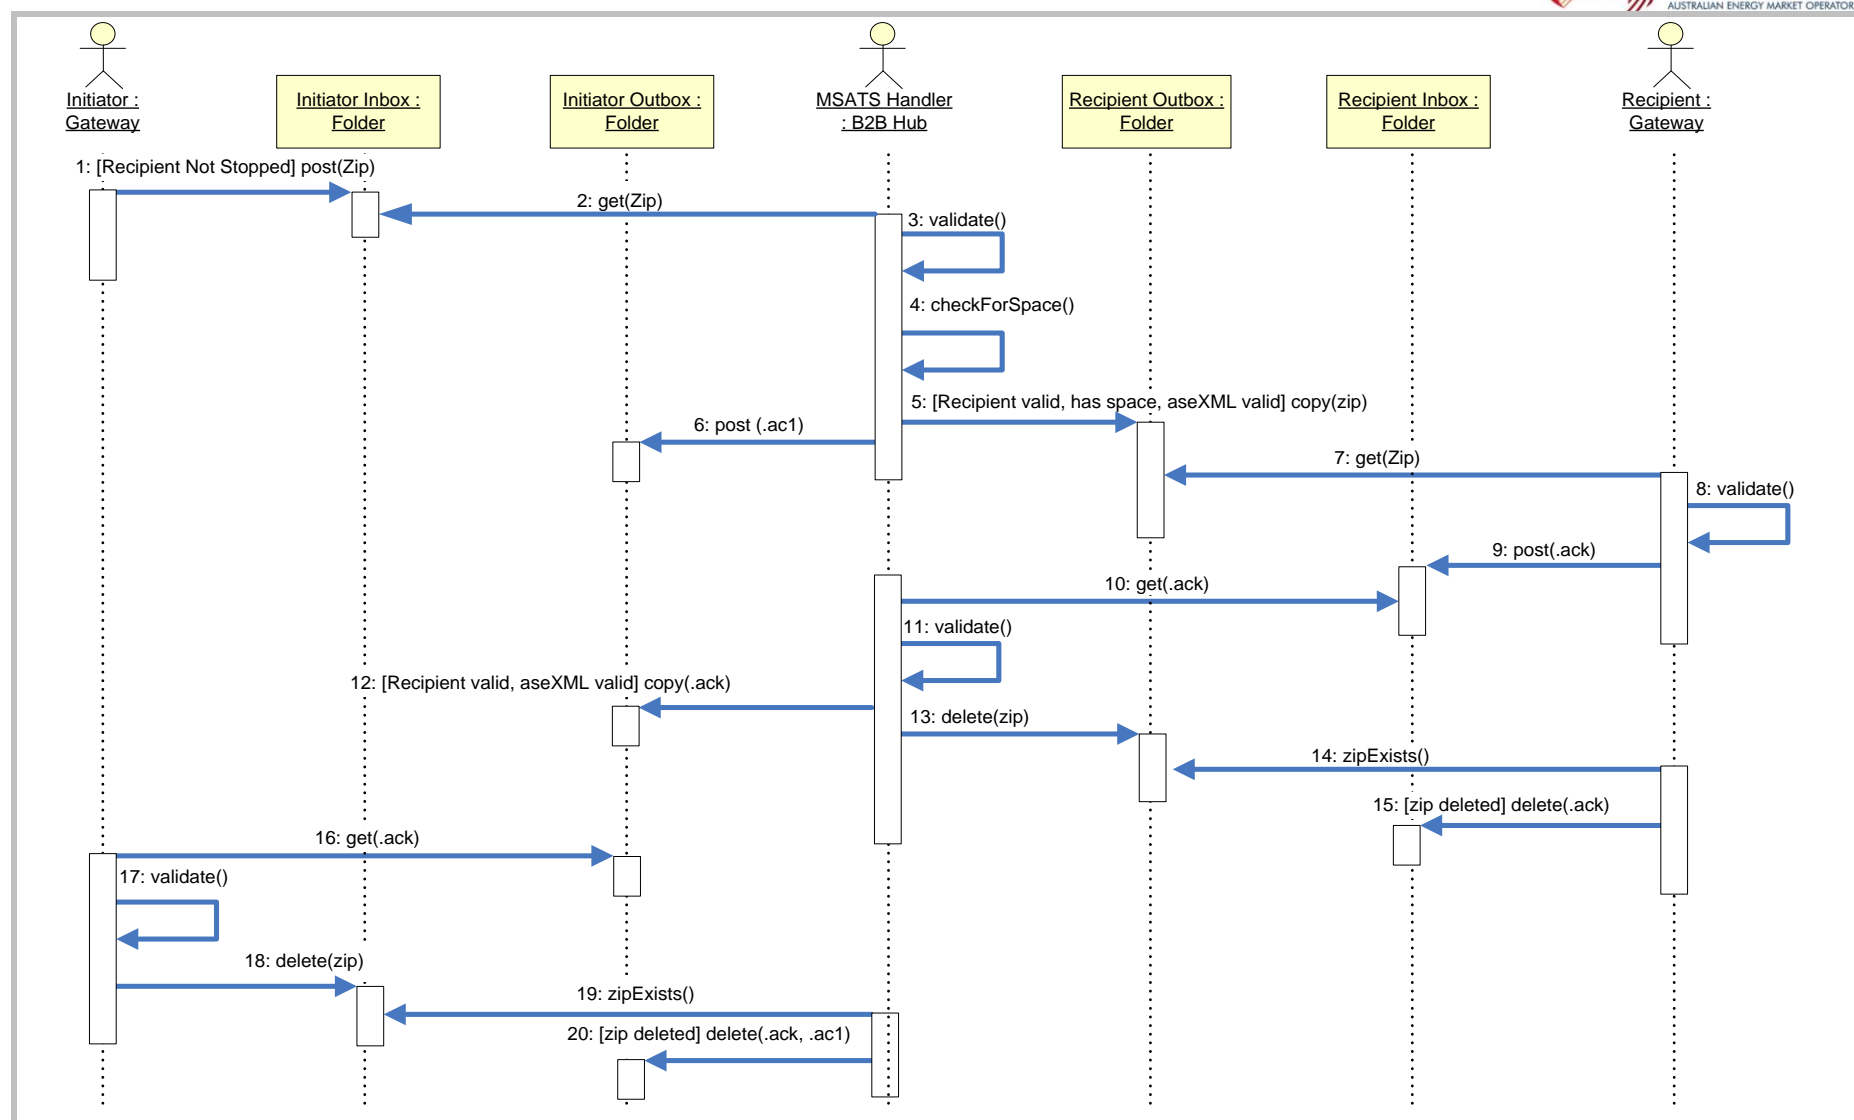 AUSTRALIAN ENERGY MARKET OPERATOR
Initiator :
Gateway
Initiator Inbox :
Folder
Initiator Outbox :
Folder
MSATS Handler
: B2B Hub
Recipient Outbox :
Folder
Recipient Inbox :
Folder
Recipient :
Gateway
1: [Recipient Not Stopped] post(Zip)
2: get(Zip)
3: validate()
4: checkForSpace()
5: [Recipient valid, has space, aseXML valid] copy(zip)
6: post (.ac1)
7: get(Zip)
8: validate()
9: post(.ack)
10: get(.ack)
11: validate()
12: [Recipient valid, aseXML valid] copy(.ack)
13: delete(zip)
14: zipExists()
15: [zip deleted] delete(.ack)
16: get(.ack)
17: validate()
18: delete(zip)
19: zipExists()
20: [zip deleted] delete(.ack, .ac1)